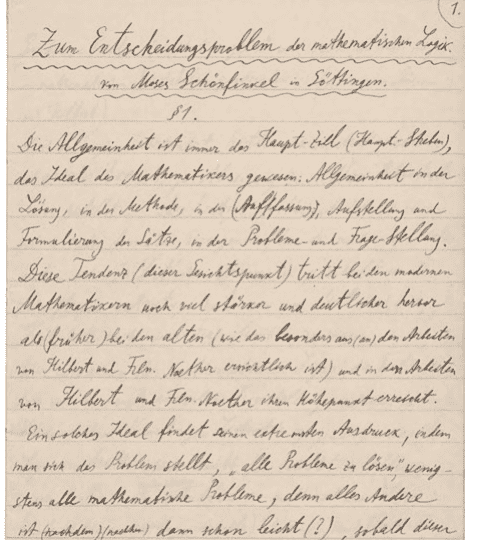 1.
Zum Entscheidungsproblem der mathematischen Logik.
von Moses Schönfinkel in Göttingen.
§1.
Die Allgemeinheit ist immer das Haupt-Ziel (Haupt-Streben),
das Ideal des Mathematikers gewesen: Allgemeinheit in der
Lösung, in der Methode, in der (Auffassung), Aufstellung und
Formulierung der Sätze, in der Probleme- und Frage-Stellung.
Diese Tendenz (dieser Gesichtspunkt) tritt bei den modernen
Mathematikern noch viel stärker und deutlicher hervor
als (früher) bei den alten (wie das besonders aus (an) den Arbeiten
von Hilbert und Frln. Noether ersichtlich ist) und in den Arbeiten
von Hilbert und Frln. Noether ihren Höhepunkt erreicht.
Ein solches Ideal findet seinen extremsten Ausdruck, indem
man sich das Problem stellt, „alle Probleme zu lösen“, wenig-
stens alle mathematische Probleme, denn alles Andere
ist (nachdem) (nachher) dann schon leicht (?), sobald dieser